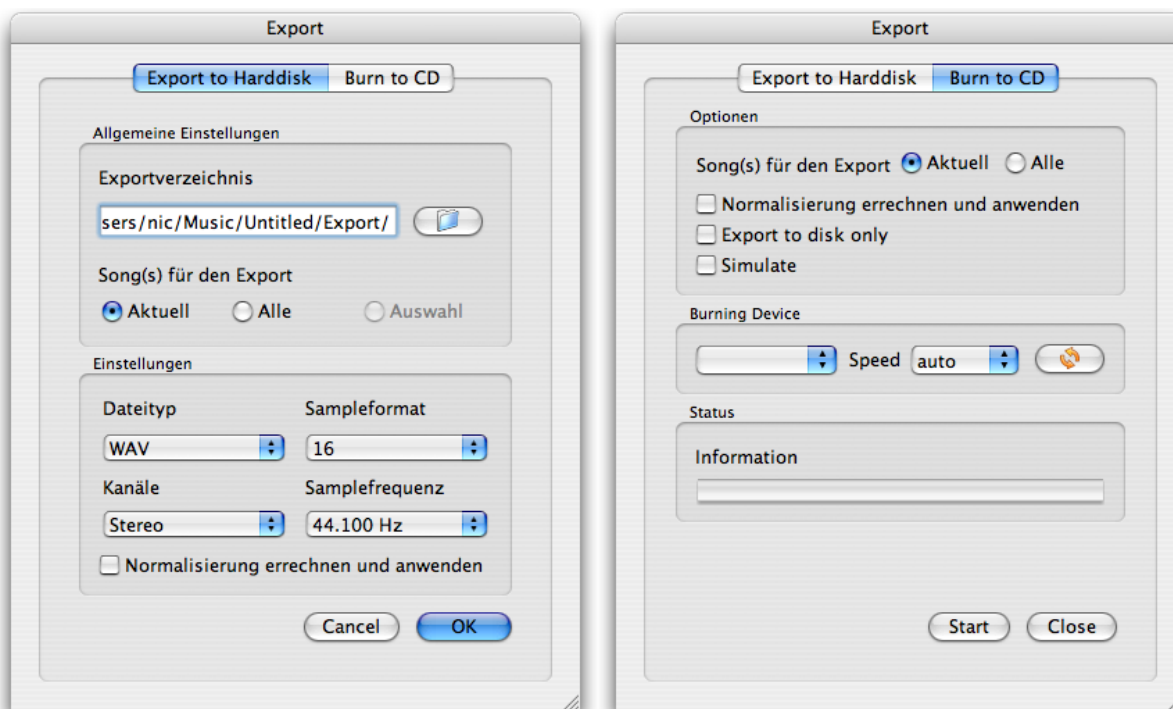 Export
Export to Harddisk Burn to CD
Allgemeine Einstellungen
Exportverzeichnis
sers/nic/Music/Untitled/Export/
Song(s) für den Export
Aktuell Alle Auswahl
Einstellungen
Dateityp Sampleformat
WAV 16
Kanäle Samplefrequenz
Stereo 44.100 Hz
Normalisierung errechnen und anwenden
Cancel OK
Export
Export to Harddisk Burn to CD
Optionen
Song(s) für den Export Aktuell Alle
Normalisierung errechnen und anwenden
Export to disk only
Simulate
Burning Device
Speed auto
Status
Information
Start Close